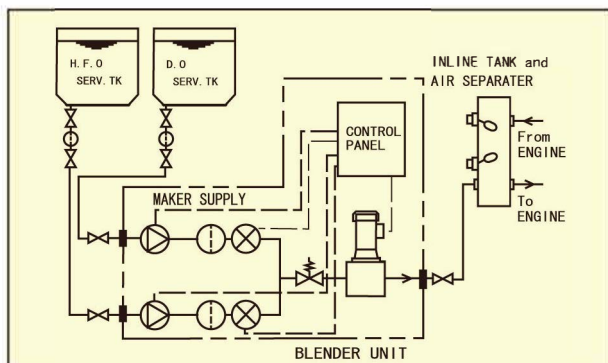 H.F.O
SERV.TK
D.O
SERV.TK
INLINE TANK and
AIR SEPARATER
CONTROL
PANEL
From
ENGINE
To
ENGINE
MAKER SUPPLY
BLENDER UNIT